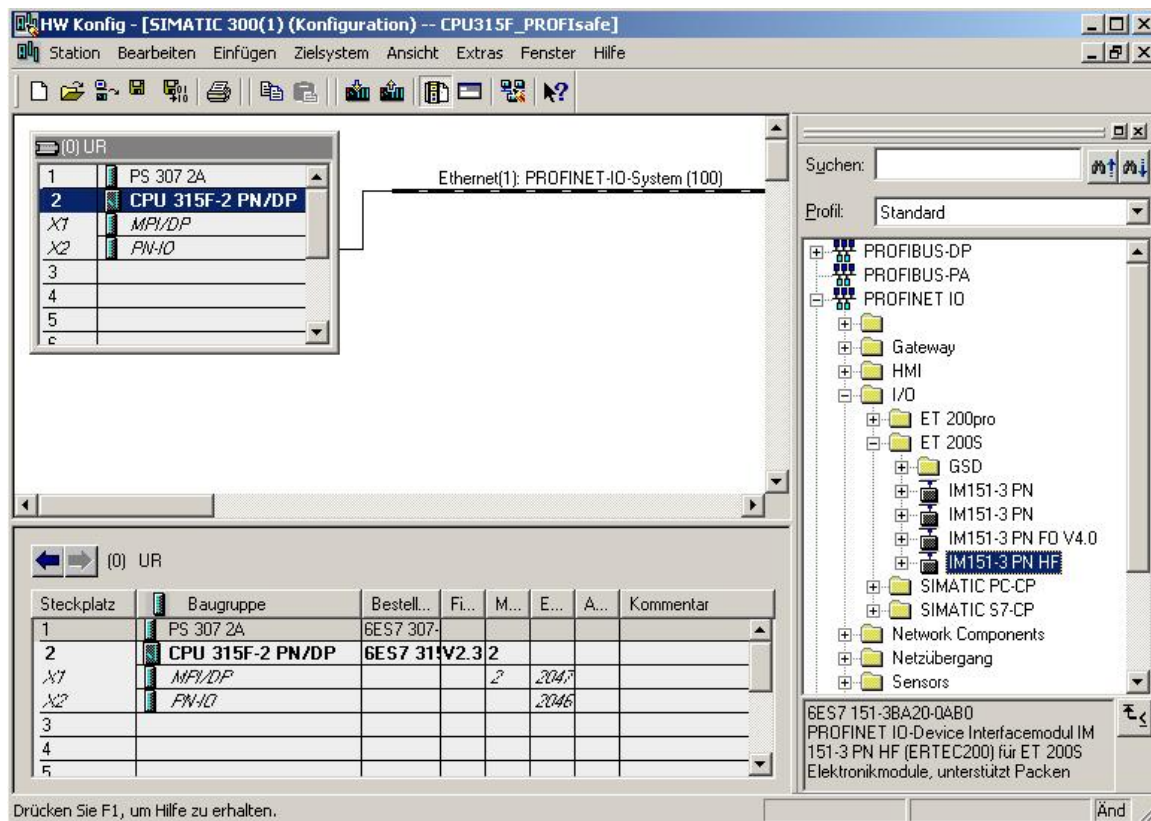 HW Konfig - [SIMATIC 300(1) (Konfiguration) -- CPU315F_PROFIsafe]
Station Bearbeiten Einfügen Zielsystem Ansicht Extras Fenster Hilfe
(0) UR
1 PS 307 2A
2 CPU 315F-2 PN/DP
X1 MPI/DP
X2 PN-IO
3
4
5
Ethernet(1): PROFINET-IO-System (100)
Suchen:
Profil: Standard
PROFIBUS-DP
PROFIBUS-PA
PROFINET IO
Gateway
HMI
I/O
ET 200pro
ET 200S
GSD
IM151-3 PN
IM151-3 PN
IM151-3 PN FO V4.0
IM151-3 PN HF
SIMATIC PC-CP
SIMATIC S7-CP
Network Components
Netzübergang
Sensors
6ES7 151-3BA20-0AB0
PROFINET IO-Device Interfacemodul IM
151-3 PN HF (ERTEC200) für ET 200S
Elektronikmodule, unterstützt Packen
(0) UR
Steckplatz Baugruppe Bestell... Fi... M... E... A... Kommentar
1 PS 307 2A 6ES7 307-
2 CPU 315F-2 PN/DP 6ES7 315 V2.3 2
X1 MPI/DP 2 2047
X2 PN-IO 2046
3
4
5
Drücken Sie F1, um Hilfe zu erhalten.
Änd